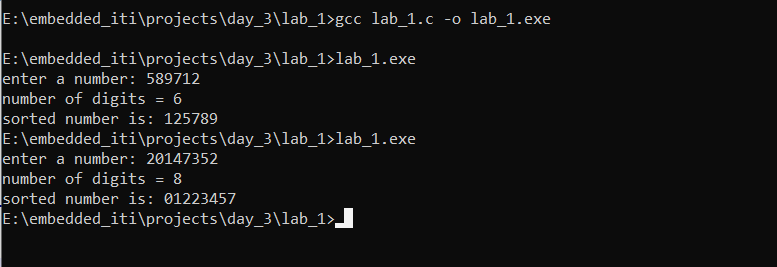 E:\embedded_iti\projects\day_3\lab_1>gcc lab_1.c -o lab_1.exe
E:\embedded_iti\projects\day_3\lab_1>lab_1.exe
enter a number: 589712
number of digits = 6
sorted number is: 125789
E:\embedded_iti\projects\day_3\lab_1>lab_1.exe
enter a number: 20147352
number of digits = 8
sorted number is: 01223457
E:\embedded_iti\projects\day_3\lab_1>